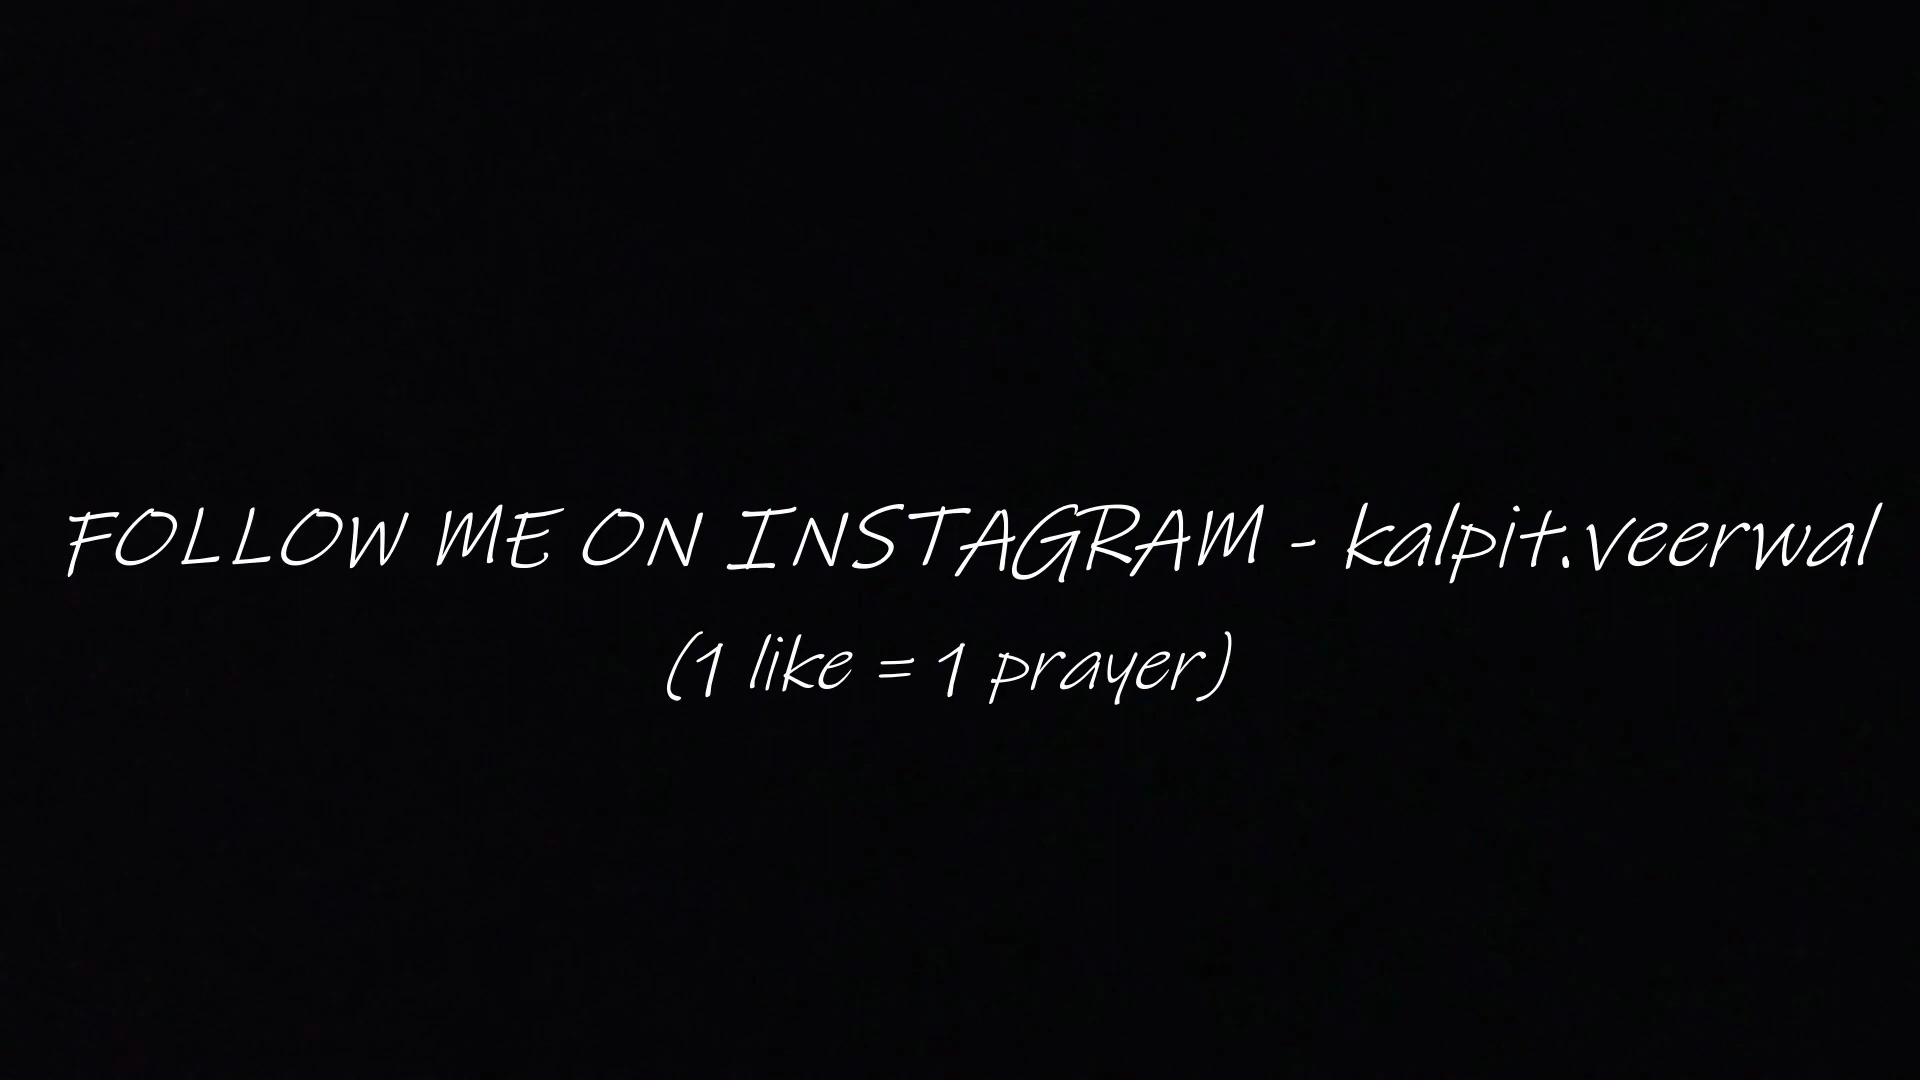 FOLLOW ME ON INSTAGRAM - kalpit.veerwal
(1 like = 1 prayer)